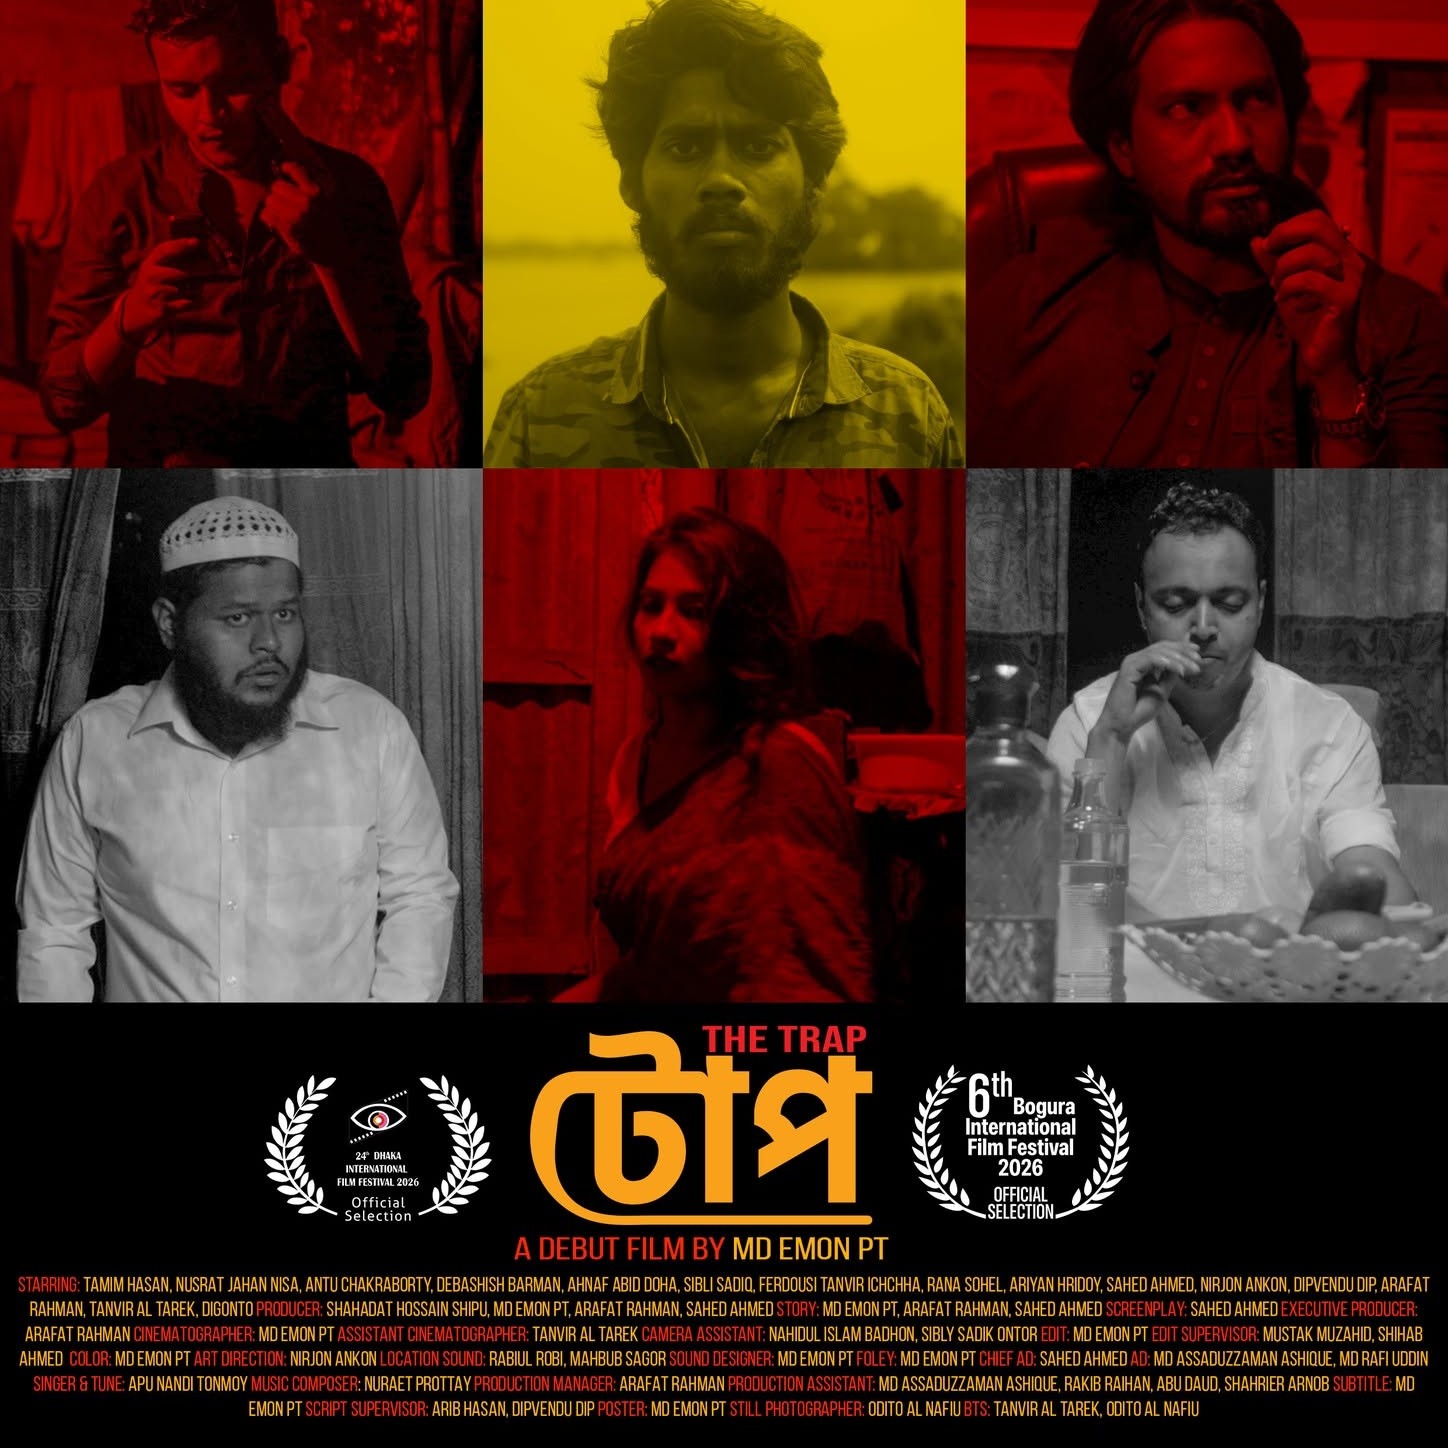 THE TRAP
টোপ
24th DHAKA
INTERNATIONAL
FILM FESTIVAL 2026
Official
Selection
6th Bogura
International
Film Festival
2026
OFFICIAL
SELECTION
A DEBUT FILM BY MD EMON PT
STARRING: TAMIM HASAN, NUSRAT JAHAN NISA, ANTU CHAKRABORTY, DEBASHISH BARMAN, AHNAF ABID DOHA, SIBLI SADIQ, FERDOUSI TANVIR ICHCHHA, RANA SOHEL, ARIYAN HRIDOY, SAHED AHMED, NIRJON ANKON, DIPVENDU DIP, ARAFAT
RAHMAN, TANVIR AL TAREK, DIGONTO PRODUCER: SHAHADAT HOSSAIN SHIPU, MD EMON PT, ARAFAT RAHMAN, SAHED AHMED STORY: MD EMON PT, ARAFAT RAHMAN, SAHED AHMED SCREENPLAY: SAHED AHMED EXECUTIVE PRODUCER:
ARAFAT RAHMAN CINEMATOGRAPHER: MD EMON PT ASSISTANT CINEMATOGRAPHER: TANVIR AL TAREK CAMERA ASSISTANT: NAHIDUL ISLAM BADHON, SIBLY SADIK ONTOR EDIT: MD EMON PT EDIT SUPERVISOR: MUSTAK MUZAHID, SHIHAB
AHMED COLOR: MD EMON PT ART DIRECTION: NIRJON ANKON LOCATION SOUND: RABIUL ROBI, MAHBUB SAGOR SOUND DESIGNER: MD EMON PT FOLEY: MD EMON PT CHIEF AD: SAHED AHMED AD: MD ASSADUZZAMAN ASHIQUE, MD RAFI UDDIN
SINGER & TUNE: APU NANDI TONMOY MUSIC COMPOSER: NURAET PROTTAY PRODUCTION MANAGER: ARAFAT RAHMAN PRODUCTION ASSISTANT: MD ASSADUZZAMAN ASHIQUE, RAKIB RAIHAN, ABU DAUD, SHAHRIER ARNOB SUBTITLE: MD
EMON PT SCRIPT SUPERVISOR: ARIB HASAN, DIPVENDU DIP POSTER: MD EMON PT STILL PHOTOGRAPHER: ODITO AL NAFIU BTS: TANVIR AL TAREK, ODITO AL NAFIU